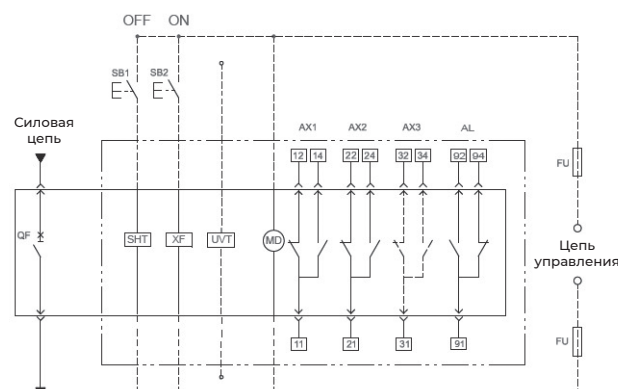 OFF ON
SB1 SB2
Силовая
цепь
AX1 AX2 AX3 AL
12 14 22 24 32 34 92 94
FU
QF SHT XF UVT MD
Цепь
управления
11 21 31 91
FU